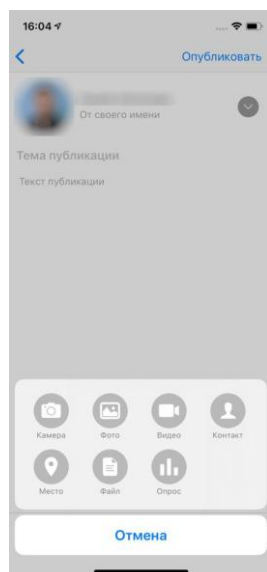 16:04
Опубликовать
От своего имени
Тема публикации
Текст публикации
Камера Фото Видео Контакт
Место Файл Опрос
Отмена